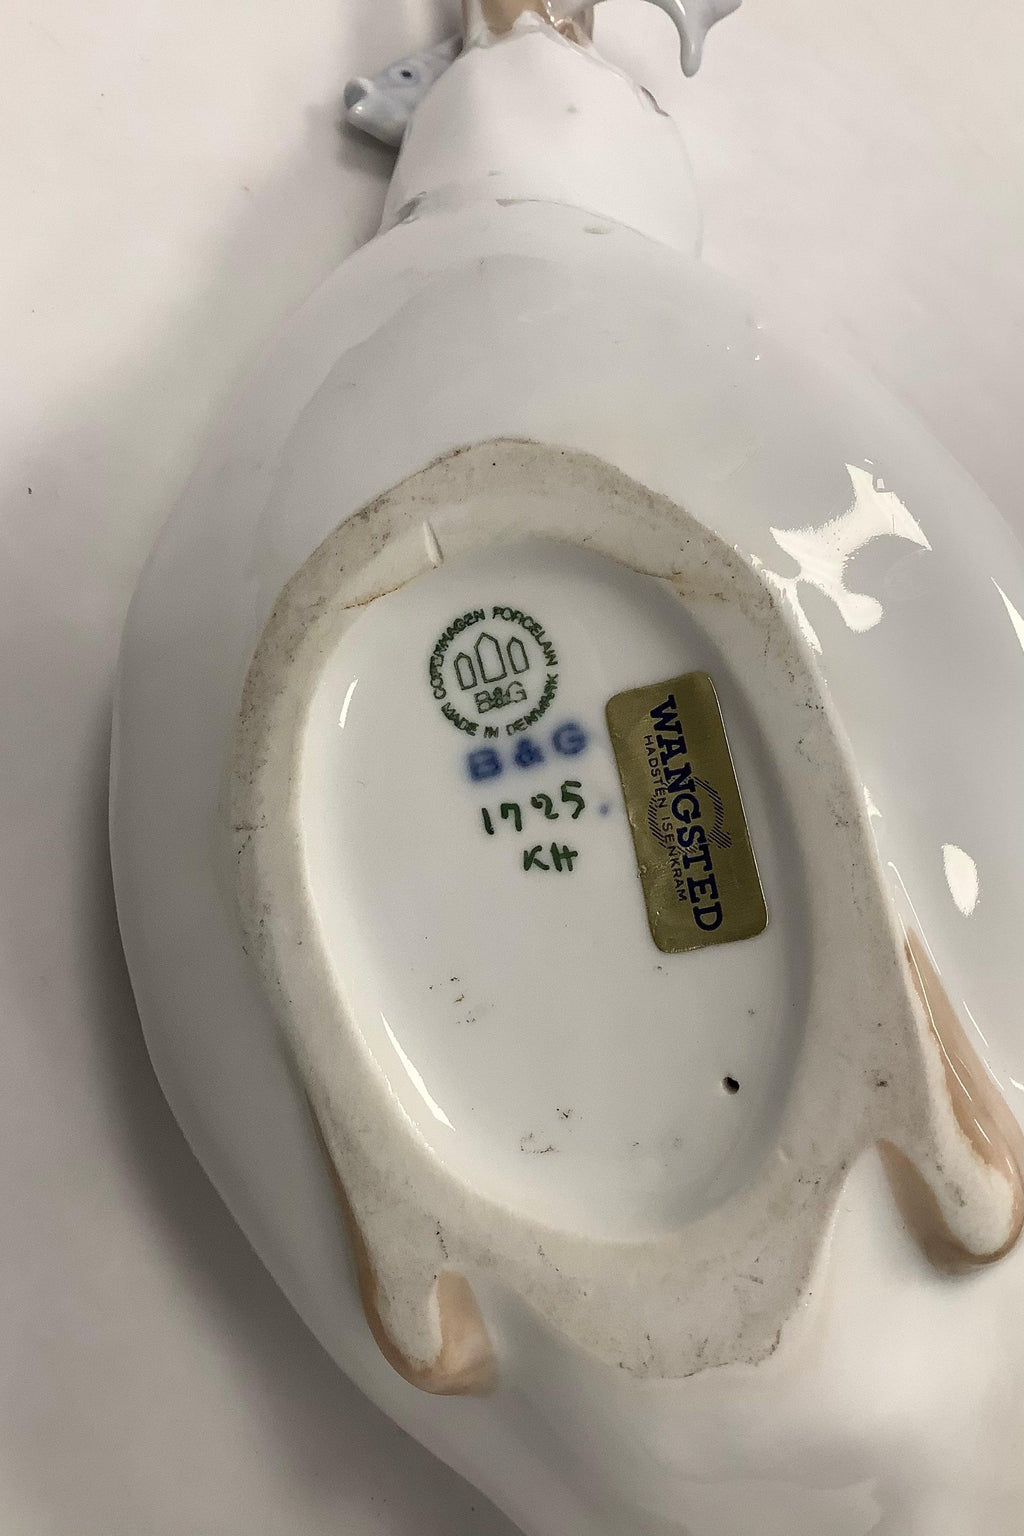 COPENHAGEN PORCELAIN
B&G
MADE IN DENMARK
B & G
1725
KH
WANGSTED
HADSTEN ISENKRAM